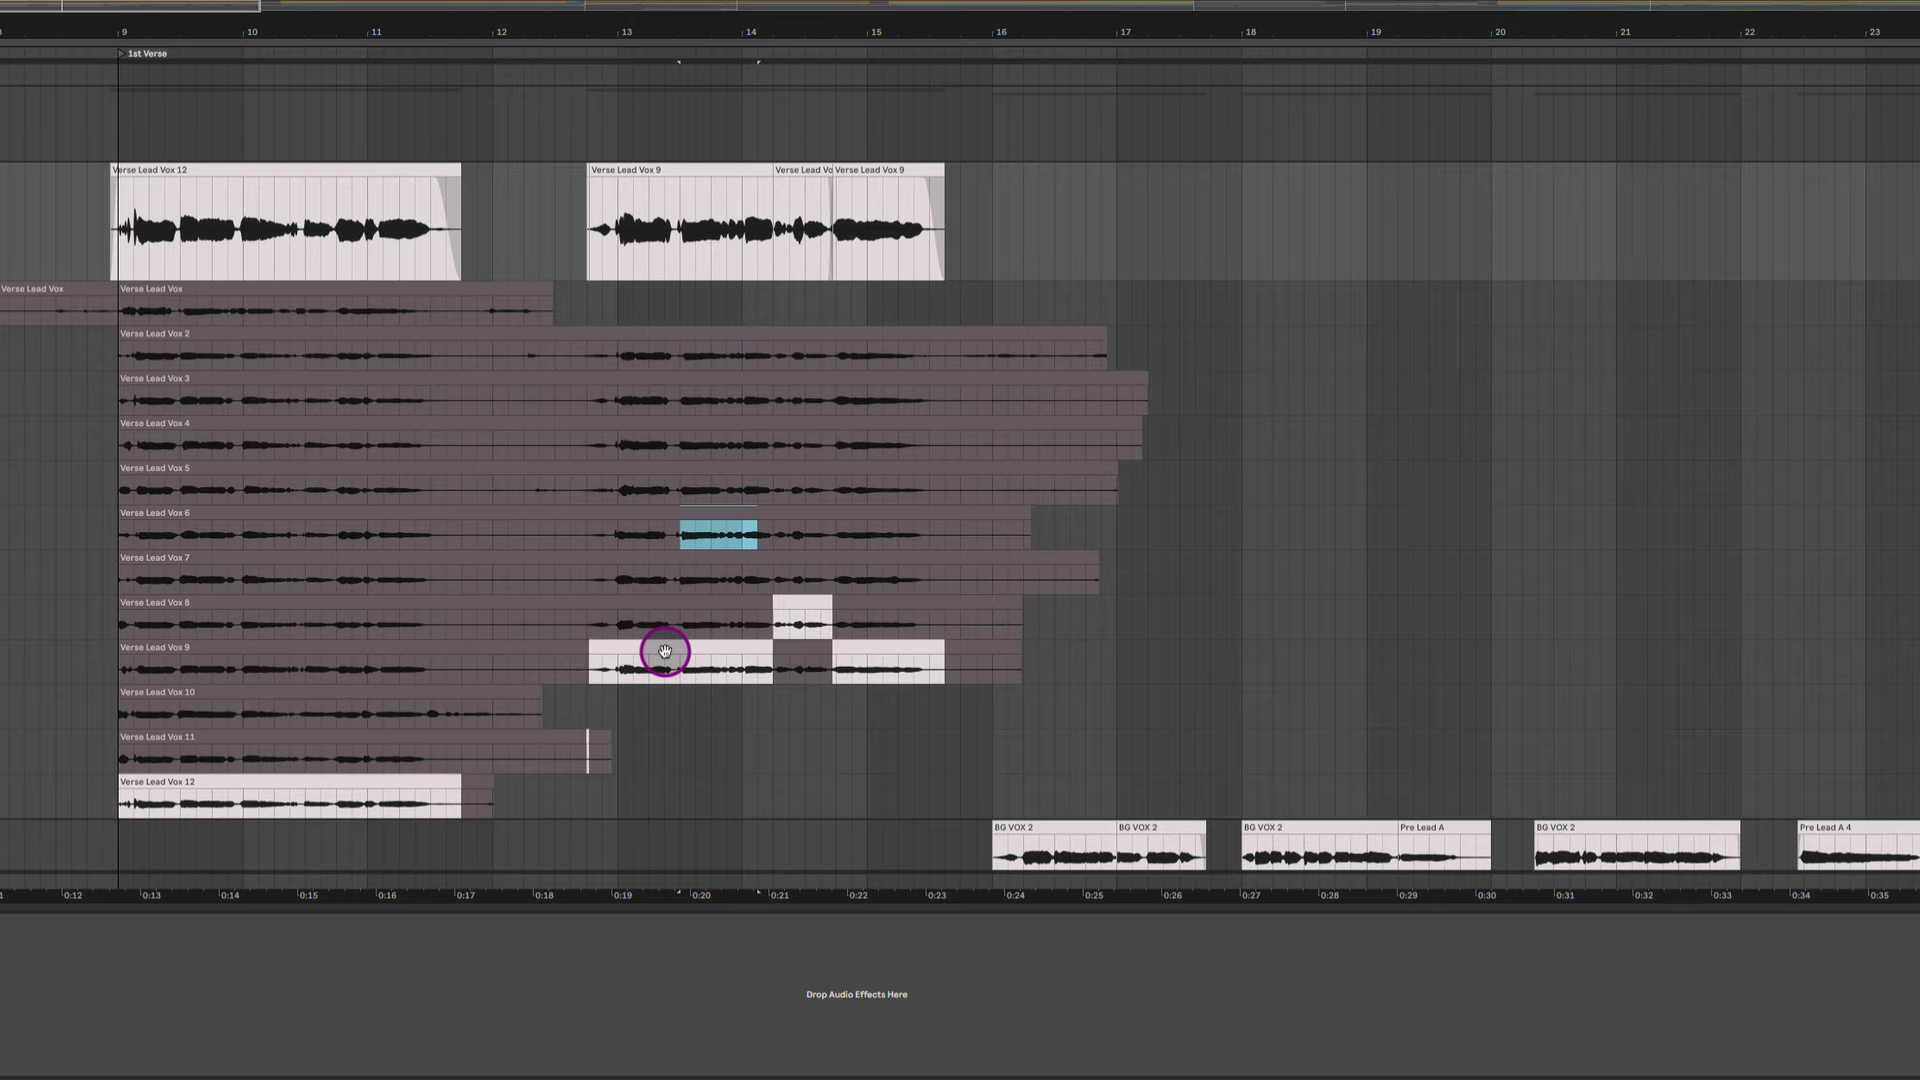 9 10 11 12 13 14 15 16 17 18 19 20 21 22 23
1st Verse
Verse Lead Vox 12 Verse Lead Vox 9 Verse Lead Vo Verse Lead Vox 9
Verse Lead Vox Verse Lead Vox
Verse Lead Vox 2
Verse Lead Vox 3
Verse Lead Vox 4
Verse Lead Vox 5
Verse Lead Vox 6
Verse Lead Vox 7
Verse Lead Vox 8
Verse Lead Vox 9
Verse Lead Vox 10
Verse Lead Vox 11
Verse Lead Vox 12
BG VOX 2 BG VOX 2 BG VOX 2 Pre Lead A BG VOX 2 Pre Lead A 4
0:12 0:13 0:14 0:15 0:16 0:17 0:18 0:19 0:20 0:21 0:22 0:23 0:24 0:25 0:26 0:27 0:28 0:29 0:30 0:31 0:32 0:33 0:34 0:35
Drop Audio Effects Here